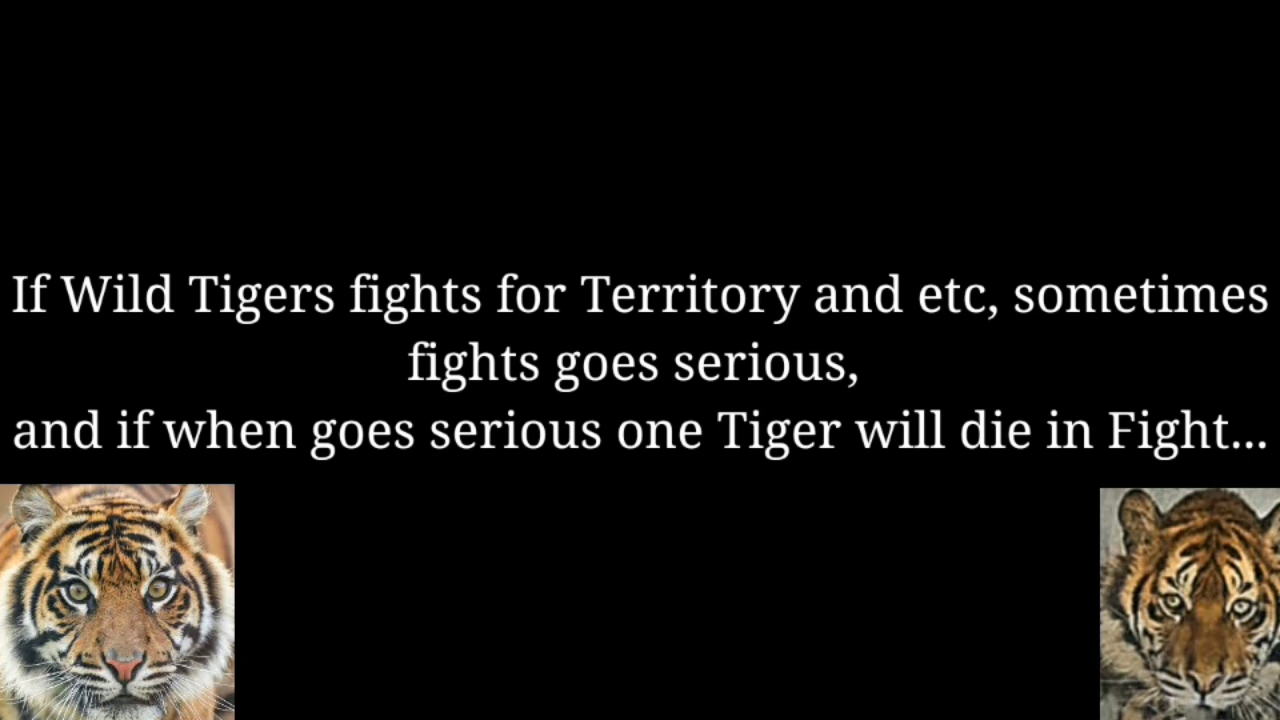 If Wild Tigers fights for Territory and etc, sometimes
fights goes serious,
and if when goes serious one Tiger will die in Fight...